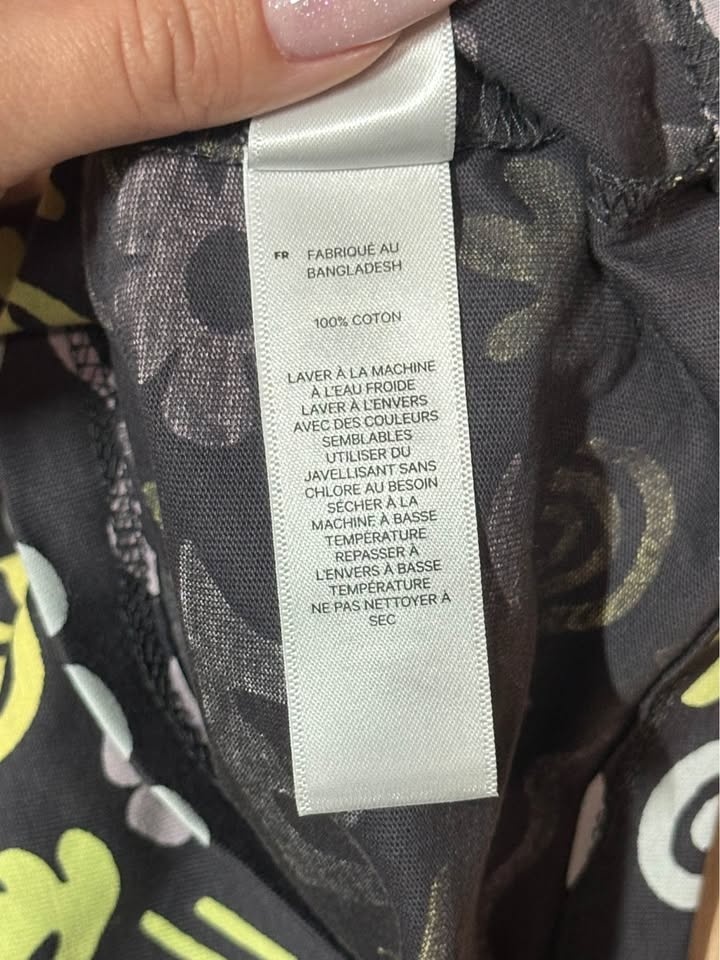 FR FABRIQUÉ AU
BANGLADESH
100% COTON
LAVER À LA MACHINE
À L'EAU FROIDE
LAVER À L'ENVERS
AVEC DES COULEURS
SEMBLABLES
UTILISER DU
JAVELLISANT SANS
CHLORE AU BESOIN
SÉCHER À LA
MACHINE À BASSE
TEMPÉRATURE
REPASSER À
L'ENVERS À BASSE
TEMPÉRATURE
NE PAS NETTOYER À
SEC